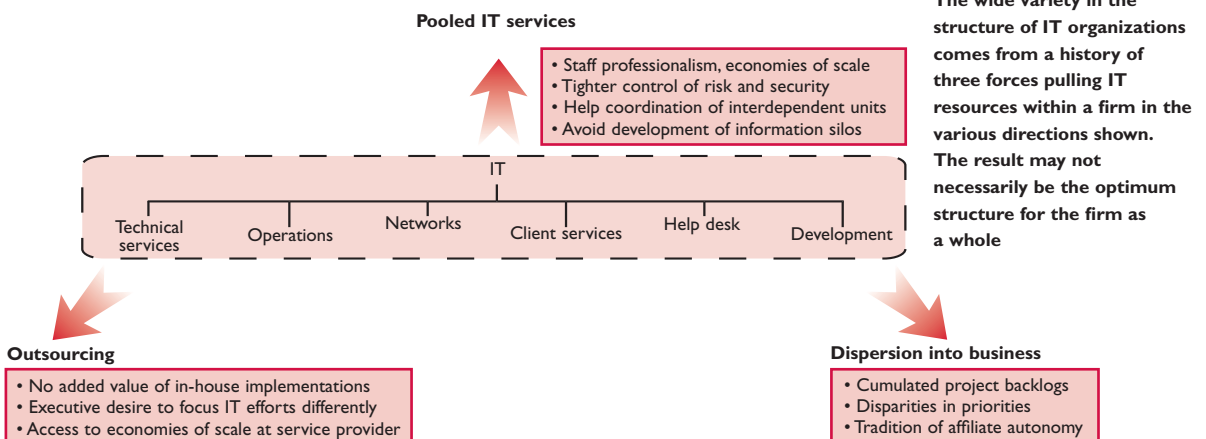 Pooled IT services
• Staff professionalism, economies of scale
• Tighter control of risk and security
• Help coordination of interdependent units
• Avoid development of information silos
The wide variety in the
structure of IT organizations
comes from a history of
three forces pulling IT
resources within a firm in the
various directions shown.
The result may not
necessarily be the optimum
structure for the firm as
a whole
IT
Technical
services
Operations
Networks
Client services
Help desk
Development
Outsourcing
• No added value of in-house implementations
• Executive desire to focus IT efforts differently
• Access to economies of scale at service provider
Dispersion into business
• Cumulated project backlogs
• Disparities in priorities
• Tradition of affiliate autonomy